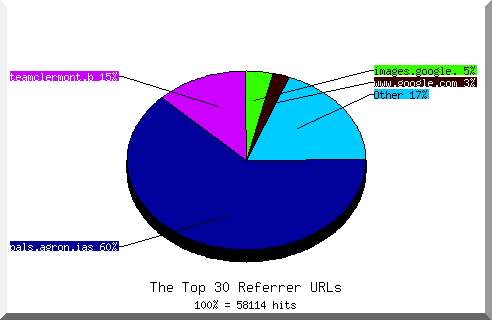 images.google. 5%
teamclermont.b 15%
www.google.com 3%
Other 17%
pals.agron.ias 60%
The Top 30 Referrer URLs
100% = 58114 hits